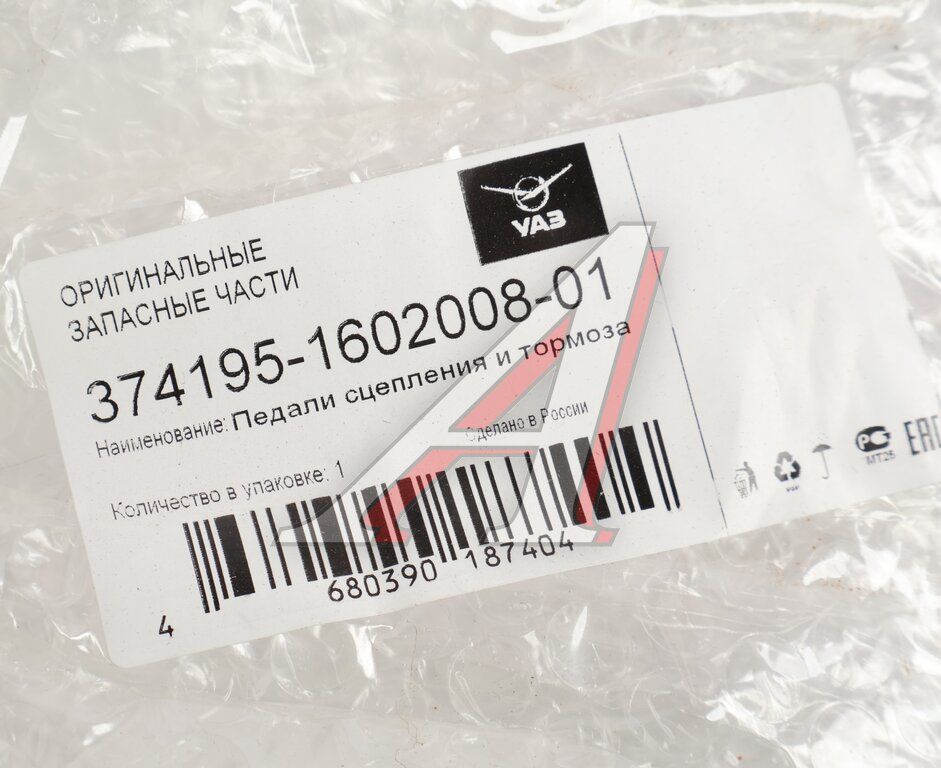 УАЗ
ОРИГИНАЛЬНЫЕ
ЗАПАСНЫЕ ЧАСТИ
374195-1602008-01
Наименование: Педали сцепления и тормоза
Сделано в России
Количество в упаковке: 1
4 680390 187404
МТ25